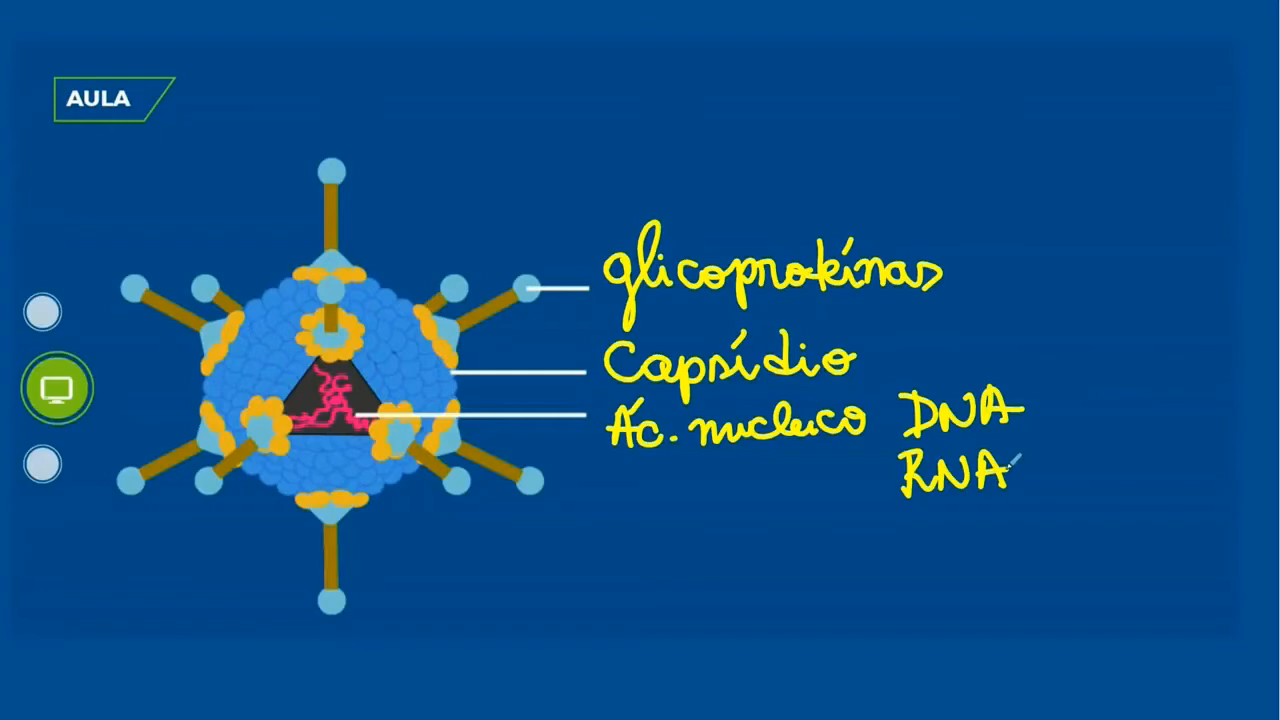 AULA
glicoproteínas
Capsídio
Ác. nucleico DNA
RNA